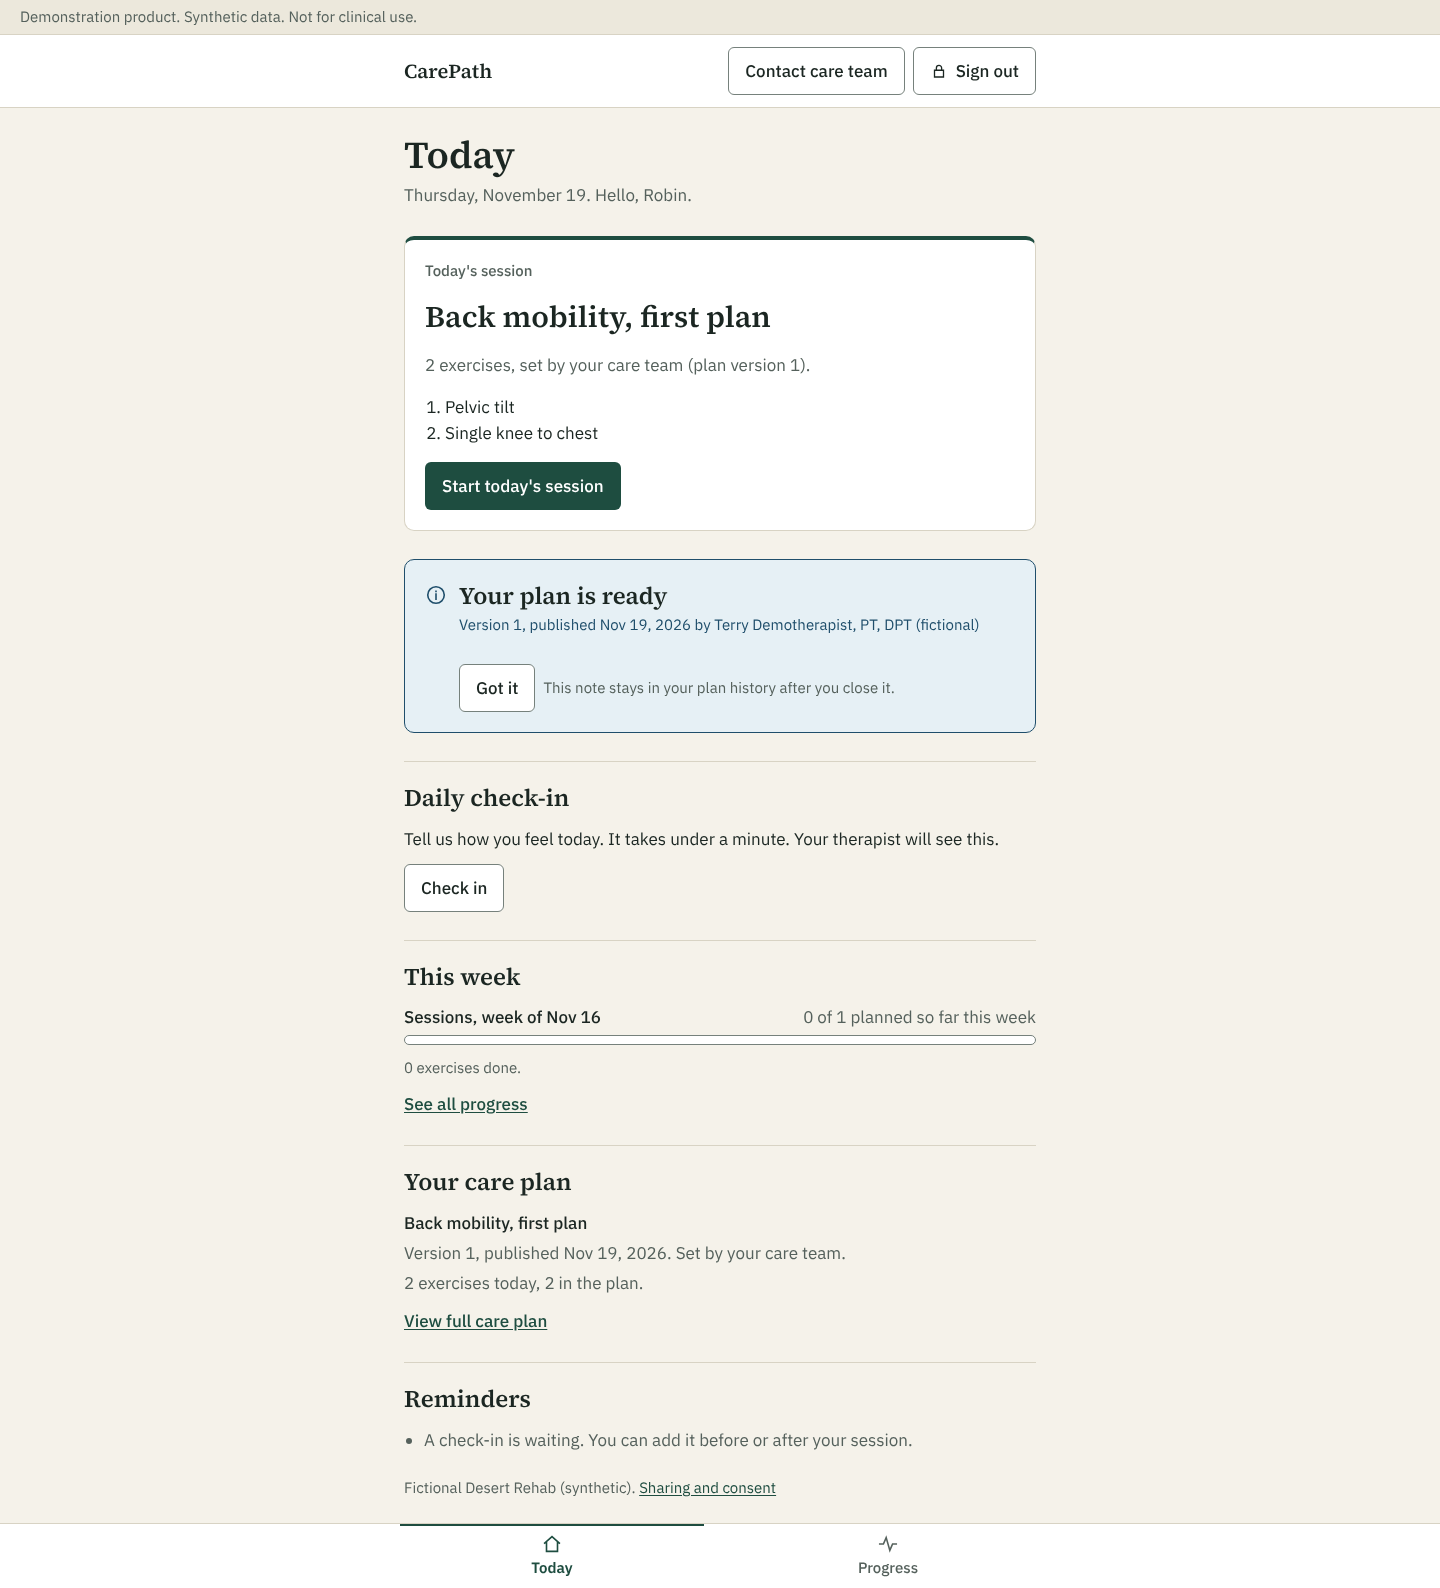 Demonstration product. Synthetic data. Not for clinical use.
CarePath
Contact care team
Sign out
Today
Thursday, November 19. Hello, Robin.
Today's session
Back mobility, first plan
2 exercises, set by your care team (plan version 1).
1. Pelvic tilt
2. Single knee to chest
Start today's session
Your plan is ready
Version 1, published Nov 19, 2026 by Terry Demotherapist, PT, DPT (fictional)
Got it
This note stays in your plan history after you close it.
Daily check-in
Tell us how you feel today. It takes under a minute. Your therapist will see this.
Check in
This week
Sessions, week of Nov 16
0 of 1 planned so far this week
0 exercises done.
See all progress
Your care plan
Back mobility, first plan
Version 1, published Nov 19, 2026. Set by your care team.
2 exercises today, 2 in the plan.
View full care plan
Reminders
• A check-in is waiting. You can add it before or after your session.
Fictional Desert Rehab (synthetic). Sharing and consent
Today
Progress